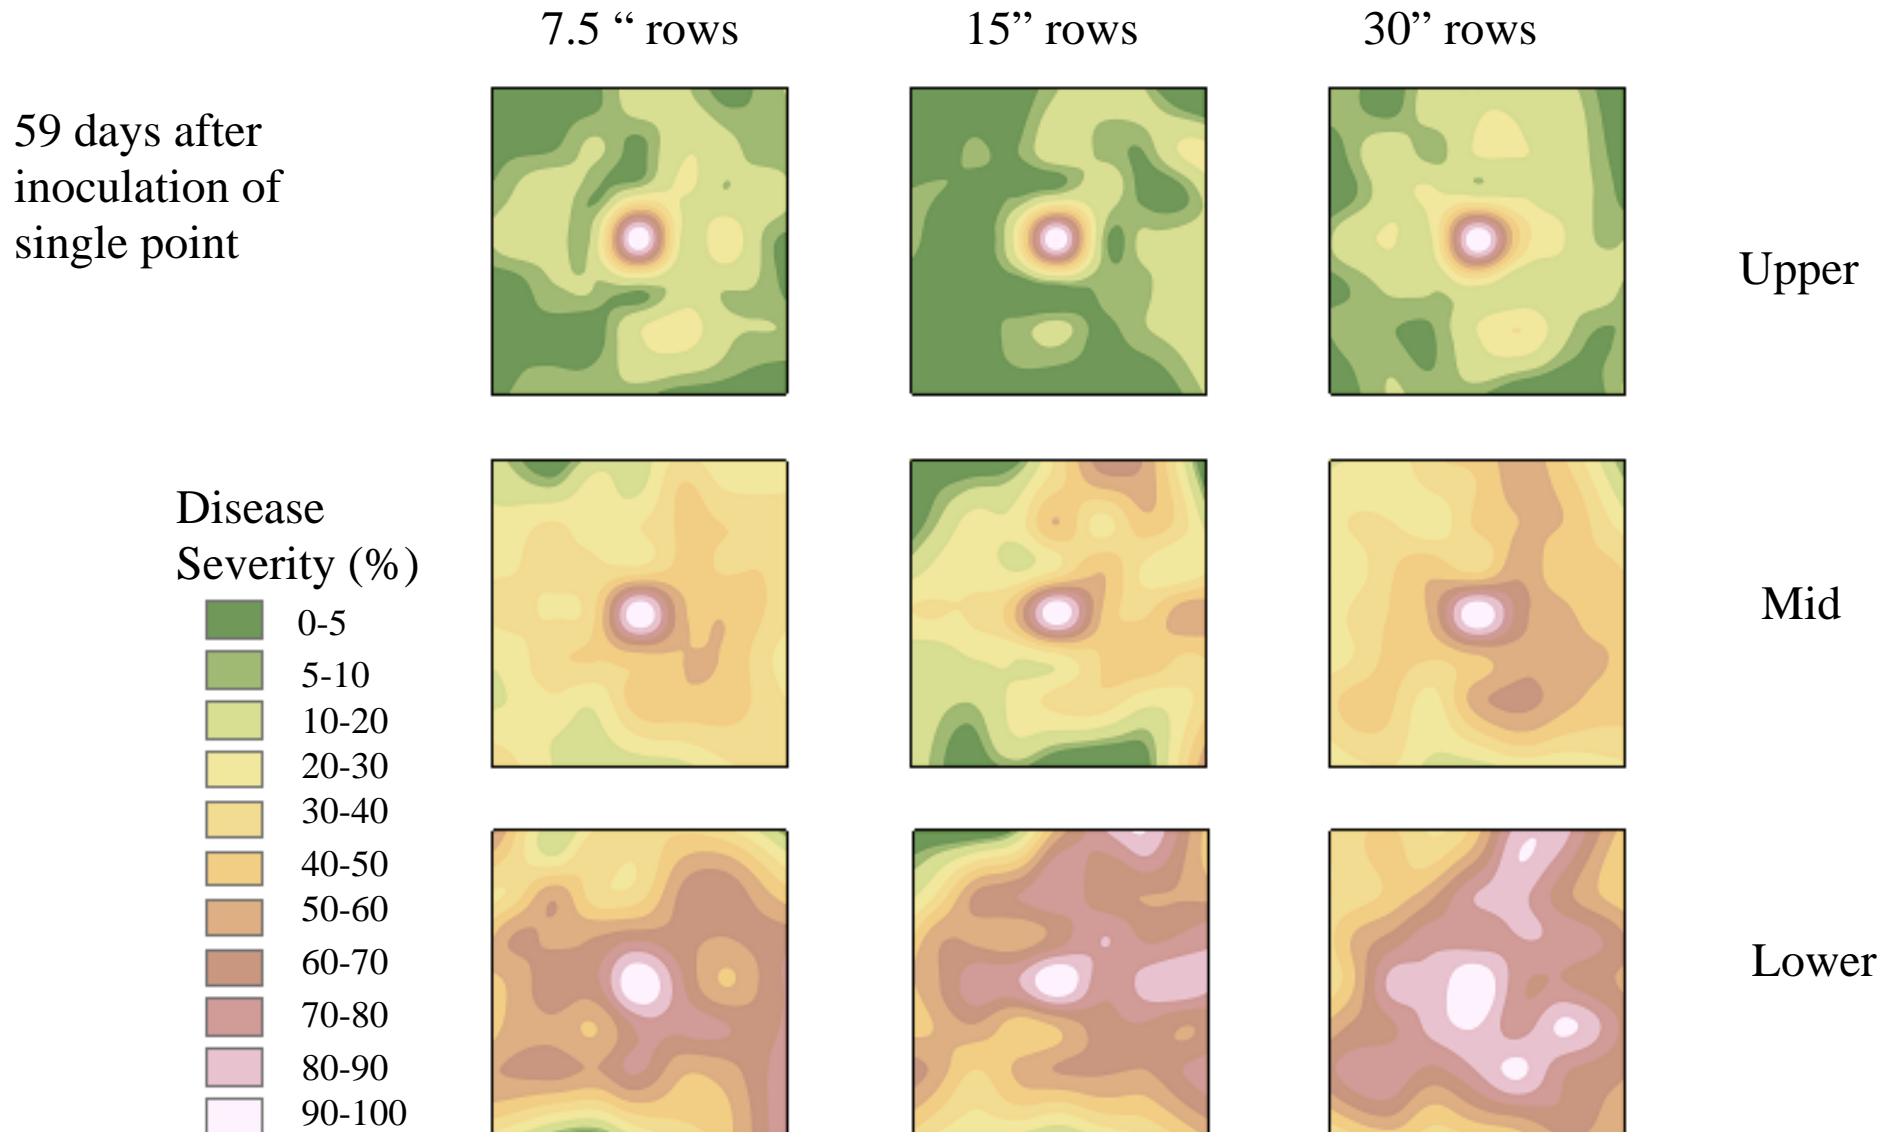 7.5 “ rows
15” rows
30” rows
59 days after
inoculation of
single point
Upper
Disease
Severity (%)
0-5
5-10
10-20
20-30
30-40
40-50
50-60
60-70
70-80
80-90
90-100
Mid
Lower